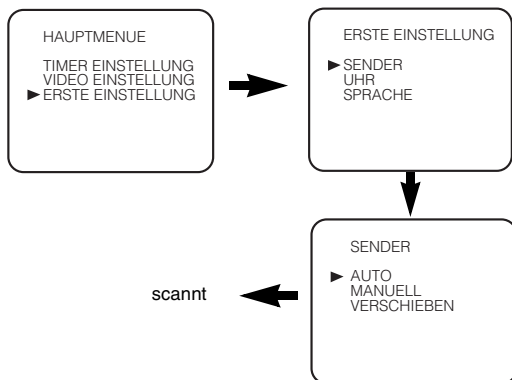 HAUPTMENUE
TIMER EINSTELLUNG
VIDEO EINSTELLUNG
ERSTE EINSTELLUNG
ERSTE EINSTELLUNG
SENDER
UHR
SPRACHE
SENDER
AUTO
MANUELL
VERSCHIEBEN
scannt